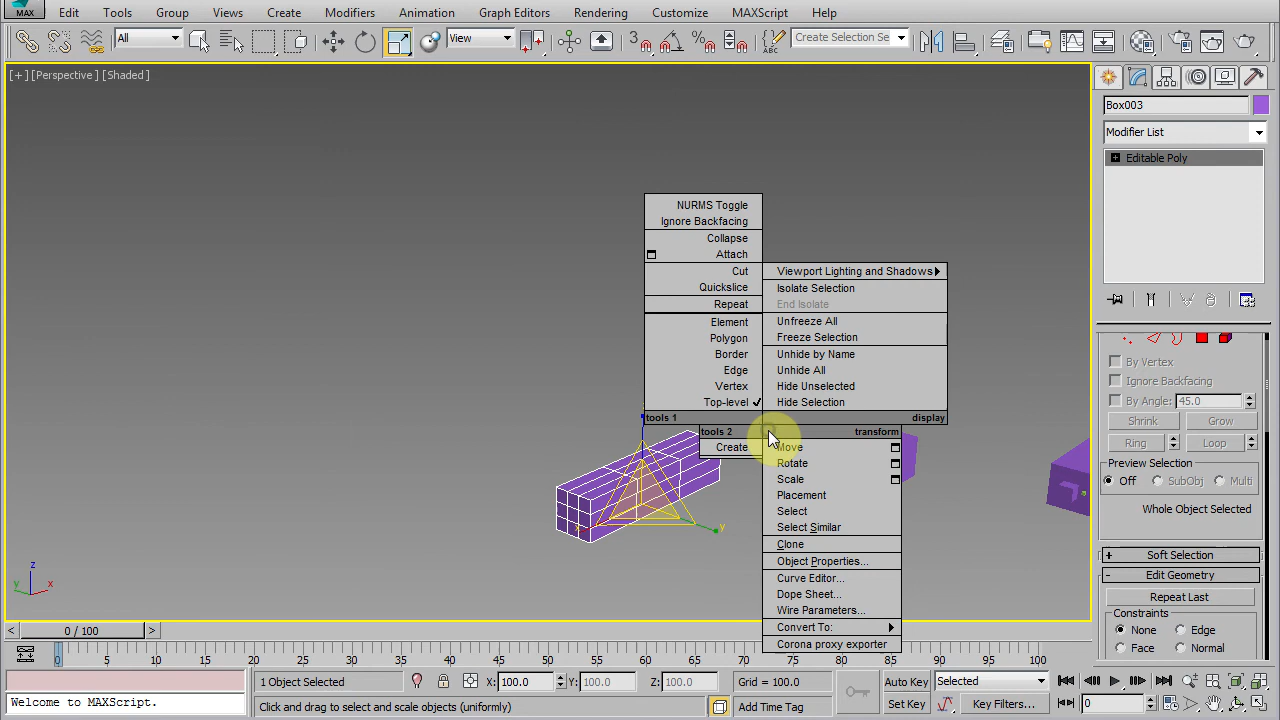 MAX
Edit
Tools
Group
Views
Create
Modifiers
Animation
Graph Editors
Rendering
Customize
MAXScript
Help
All
View
3
Create Selection Se
[+] [Perspective] [Shaded]
Box003
Modifier List
Editable Poly
NURMS Toggle
Ignore Backfacing
Collapse
Attach
Cut
Quickslice
Repeat
Element
Polygon
Border
Edge
Vertex
Top-level
tools 1
Viewport Lighting and Shadows
Isolate Selection
End Isolate
Unfreeze All
Freeze Selection
Unhide by Name
Unhide All
Hide Unselected
Hide Selection
display
tools 2
Create
transform
Move
Rotate
Scale
Placement
Select
Select Similar
Clone
Object Properties...
Curve Editor...
Dope Sheet...
Wire Parameters...
Convert To:
Corona proxy exporter
By Vertex
Ignore Backfacing
By Angle: 45.0
Shrink Grow
Ring Loop
Preview Selection
Off SubObj Multi
Whole Object Selected
+ Soft Selection
- Edit Geometry
Repeat Last
Constraints
None Edge
Face Normal
y
z
y x
< 0 / 100 >
0 5 10 15 20 25 30 35 40 45 50 55 60 65 70 75 80 85 90 95 100
1 Object Selected
X: 100.0 Y: 100.0 Z: 100.0
Grid = 100.0
Auto Key
Selected
Welcome to MAXScript.
Click and drag to select and scale objects (uniformly)
Add Time Tag
Set Key
Key Filters...
0